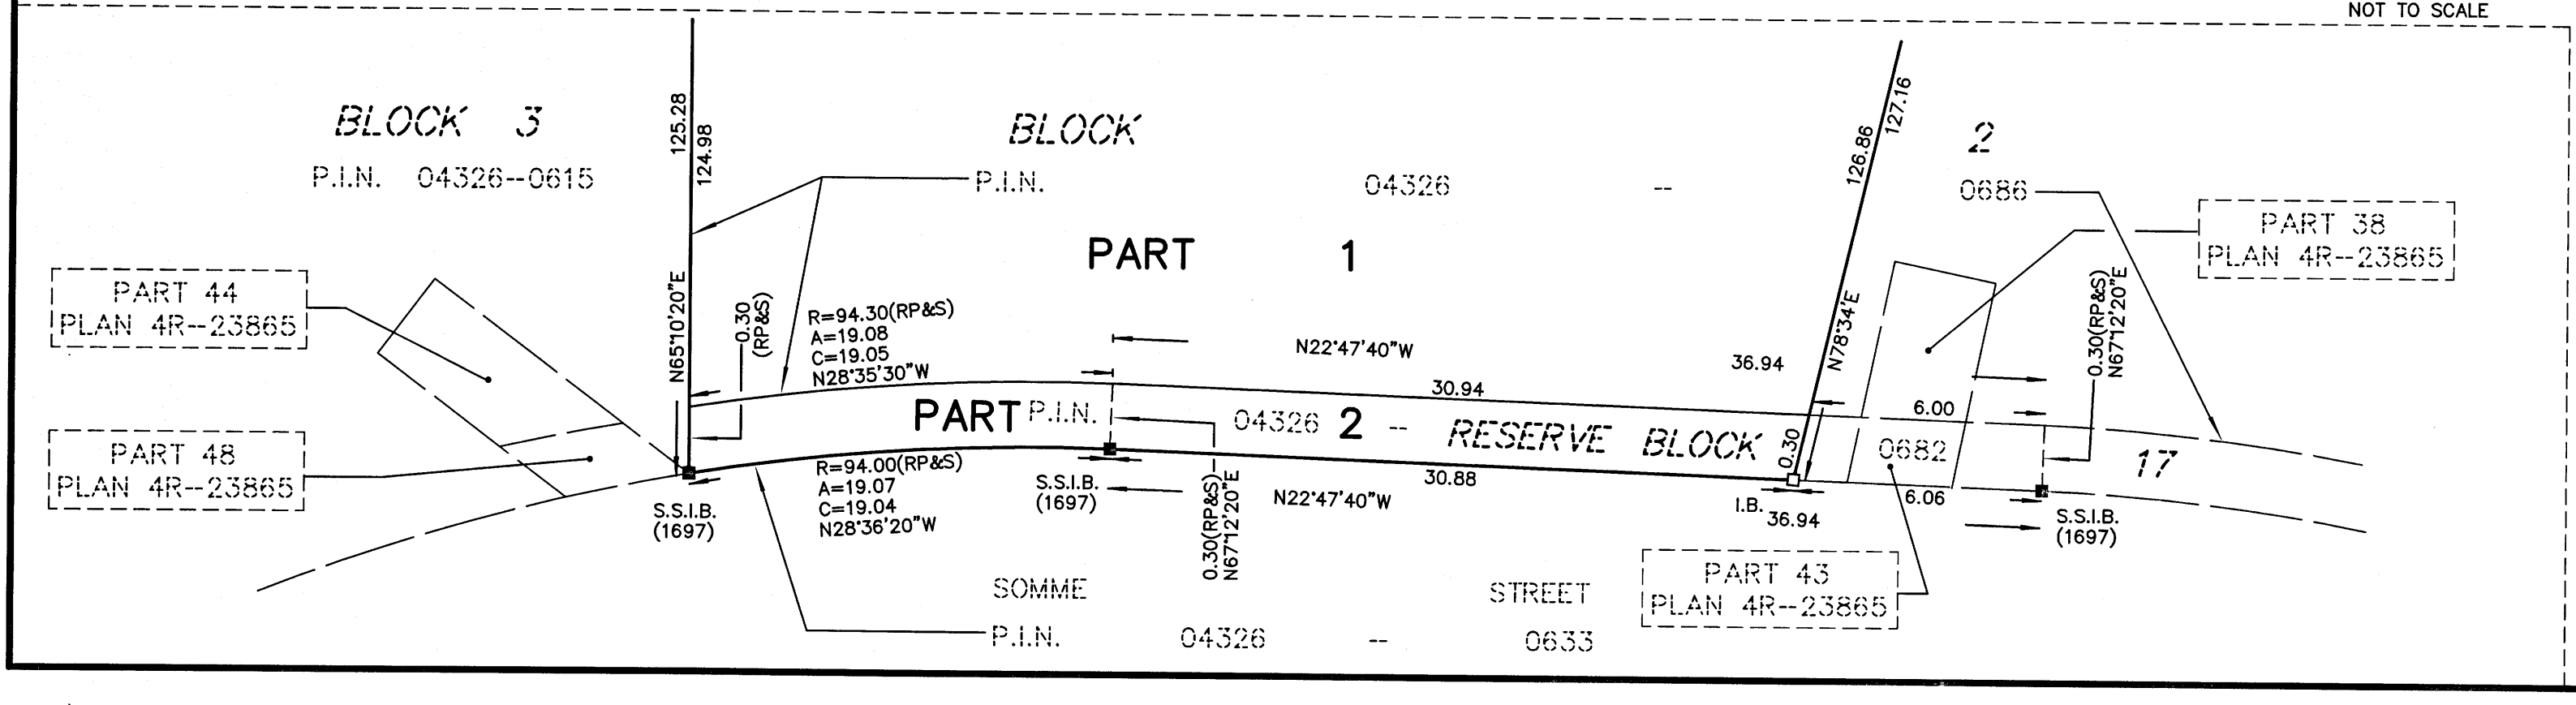 NOT TO SCALE
BLOCK 3
P.I.N. 04326--0615
125.28
124.98
BLOCK 2
P.I.N. 04326 -- 0686
126.86
127.16
PART 38
PLAN 4R--23865
PART 1
PART 44
PLAN 4R--23865
N65°10'20"E
0.30
(RP&S)
R=94.30(RP&S)
A=19.08
C=19.05
N28°35'30"W
N22°47'40"W
36.94
N78°34'E
0.30(RP&S)
N67°12'20"E
30.94
6.00
PART 2
P.I.N. 04326 -- 0682
RESERVE BLOCK 17
0.30
PART 48
PLAN 4R--23865
S.S.I.B.
(1697)
R=94.00(RP&S)
A=19.07
C=19.04
N28°36'20"W
S.S.I.B.
(1697)
0.30(RP&S)
N67°12'20"E
30.88
N22°47'40"W
I.B.
36.94
6.06
S.S.I.B.
(1697)
PART 43
PLAN 4R--23865
SOMME STREET
P.I.N. 04326 -- 0633